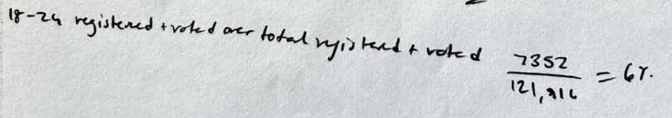 18-24 registered + voted over total registered + voted 7352 / 121,916 = 6%.